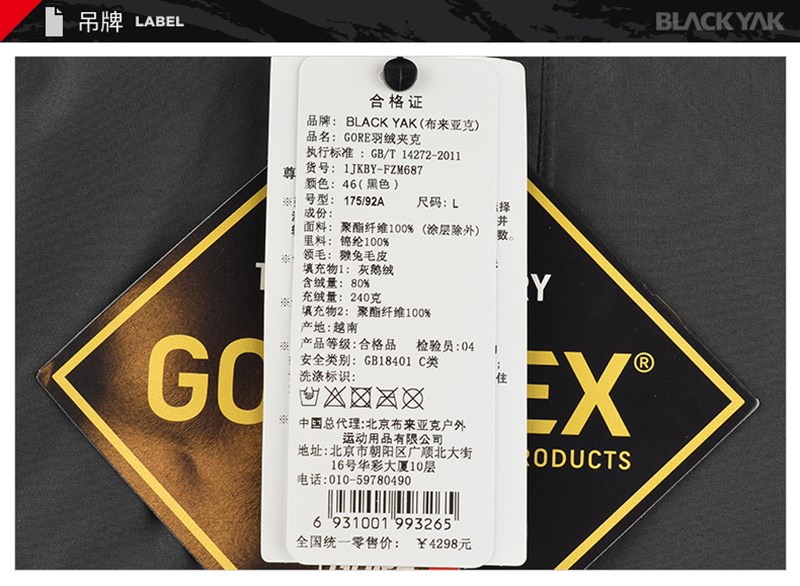 吊牌 LABEL
BLACK YAK
合格证
品牌: BLACK YAK(布来亚克)
品名: GORE羽绒夹克
执行标准 : GB/T 14272-2011
货号: 1JKBY-FZM687
颜色: 46(黑色)
号型: 175/92A 尺码: L
成份:
面料: 聚酯纤维100% (涂层除外)
里料: 锦纶100%
领毛: 獭兔毛皮
填充物1: 灰鹅绒
含绒量: 80%
充绒量: 240克
填充物2: 聚酯纤维100%
产地:越南
产品等级:合格品 检验员:04
安全类别: GB18401 C类
洗涤标识:
中国总代理:北京布来亚克户外
运动用品有限公司
地址:北京市朝阳区广顺北大街
16号华彩大厦10层
电话:010-59780490
6 931001 993265
全国统一零售价: ¥4298元
尊
择
并
数。
住
T
RY
GO
EX®
RODUCTS